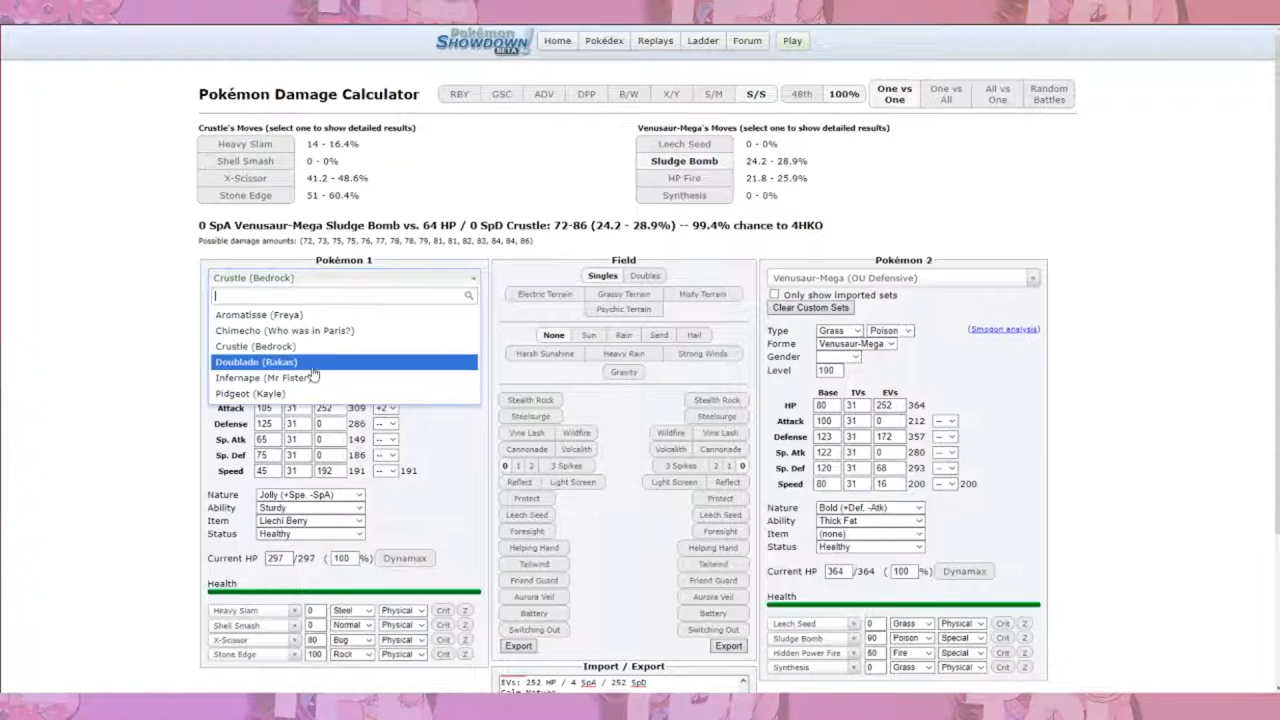 Pokémon
SHOWDOWN
BETA
Home Pokédex Replays Ladder Forum Play
Pokémon Damage Calculator
RBY GSC ADV DPP B/W X/Y S/M S/S 48th 100% One vs One One vs All All vs One Random Battles
Crustle's Moves (select one to show detailed results)
Heavy Slam 14 - 16.4%
Shell Smash 0 - 0%
X-Scissor 41.2 - 48.6%
Stone Edge 51 - 60.4%
Venusaur-Mega's Moves (select one to show detailed results)
Leech Seed 0 - 0%
Sludge Bomb 24.2 - 28.9%
HP Fire 21.8 - 25.9%
Synthesis 0 - 0%
0 SpA Venusaur-Mega Sludge Bomb vs. 64 HP / 0 SpD Crustle: 72-86 (24.2 - 28.9%) -- 99.4% chance to 4HKO
Possible damage amounts: (72, 73, 75, 75, 76, 77, 78, 78, 79, 81, 81, 82, 83, 84, 84, 86)
Pokémon 1
Crustle (Bedrock)
Aromatisse (Freya)
Chimecho (Who was in Paris?)
Crustle (Bedrock)
Doublade (Bakas)
Infernape (Mr Fister)
Pidgeot (Kayle)
Attack 105 31 252 309 +2
Defense 125 31 0 286 --
Sp. Atk 65 31 0 149 --
Sp. Def 75 31 0 186 --
Speed 45 31 192 191 -- 191
Nature Jolly (+Spe, -SpA)
Ability Sturdy
Item Liechi Berry
Status Healthy
Current HP 297 /297 ( 100 %) Dynamax
Health
Heavy Slam 0 Steel Physical Crit Z
Shell Smash 0 Normal Physical Crit Z
X-Scissor 80 Bug Physical Crit Z
Stone Edge 100 Rock Physical Crit Z
Field
Singles Doubles
Electric Terrain Grassy Terrain Misty Terrain
Psychic Terrain
None Sun Rain Sand Hail
Harsh Sunshine Heavy Rain Strong Winds
Gravity
Stealth Rock Stealth Rock
Steelsurge Steelsurge
Vine Lash Wildfire Wildfire Vine Lash
Cannonade Volcalith Volcalith Cannonade
0 1 2 3 Spikes 3 Spikes 2 1 0
Reflect Light Screen Light Screen Reflect
Protect Protect
Leech Seed Leech Seed
Foresight Foresight
Helping Hand Helping Hand
Tailwind Tailwind
Friend Guard Friend Guard
Aurora Veil Aurora Veil
Battery Battery
Switching Out Switching Out
Export Export
Import / Export
EVs: 252 HP / 4 SpA / 252 SpD
Pokémon 2
Venusaur-Mega (OU Defensive)
Only show imported sets
Clear Custom Sets
Type Grass Poison (Smogon analysis)
Forme Venusaur-Mega
Gender
Level 100
Base IVs EVs
HP 80 31 252 364
Attack 100 31 0 212 --
Defense 123 31 172 357 --
Sp. Atk 122 31 0 280 --
Sp. Def 120 31 68 293 --
Speed 80 31 16 200 -- 200
Nature Bold (+Def, -Atk)
Ability Thick Fat
Item (none)
Status Healthy
Current HP 364 /364 ( 100 %) Dynamax
Health
Leech Seed 0 Grass Physical Crit Z
Sludge Bomb 90 Poison Special Crit Z
Hidden Power Fire 60 Fire Special Crit Z
Synthesis 0 Grass Physical Crit Z